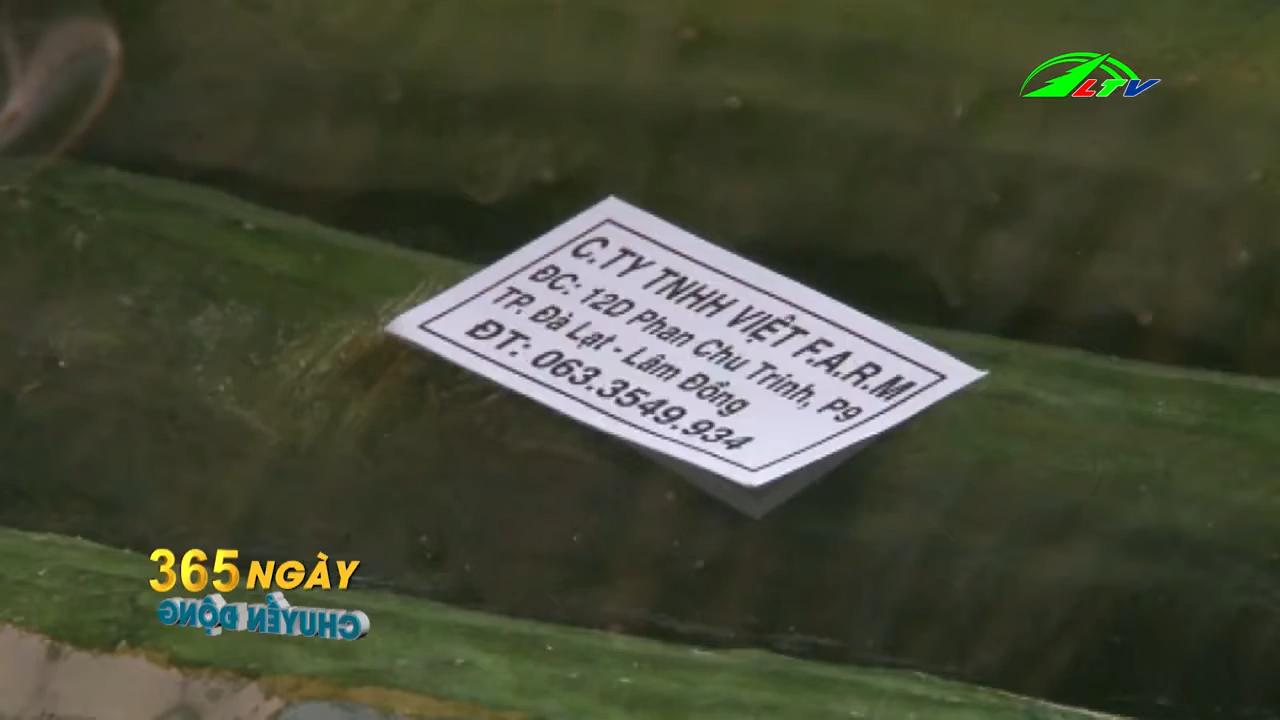 LTV
C.TY TNHH VIỆT F.A.R.M
ĐC: 12D Phan Chu Trinh, P9
TP. Đà Lạt - Lâm Đồng
ĐT: 063.3549.934
365 NGÀY
CHUYỂN ĐỘNG